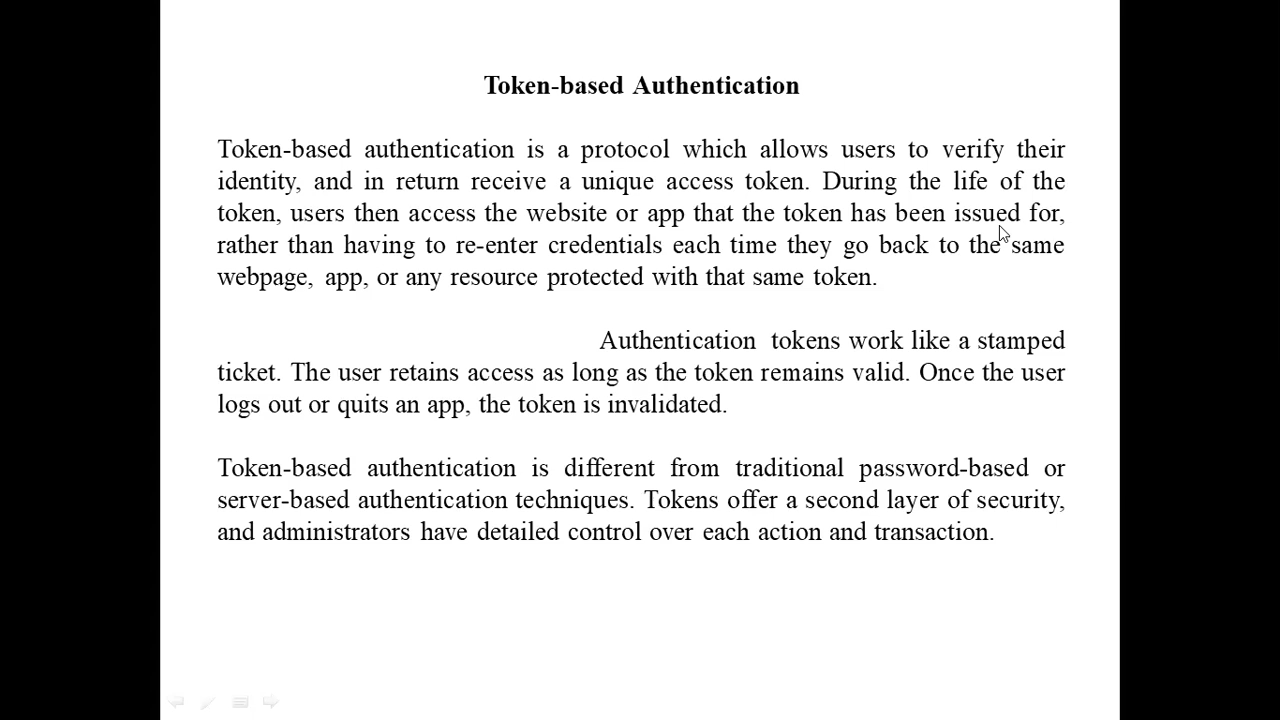 Token-based Authentication
Token-based authentication is a protocol which allows users to verify their
identity, and in return receive a unique access token. During the life of the
token, users then access the website or app that the token has been issued for,
rather than having to re-enter credentials each time they go back to the same
webpage, app, or any resource protected with that same token.
Authentication tokens work like a stamped
ticket. The user retains access as long as the token remains valid. Once the user
logs out or quits an app, the token is invalidated.
Token-based authentication is different from traditional password-based or
server-based authentication techniques. Tokens offer a second layer of security,
and administrators have detailed control over each action and transaction.